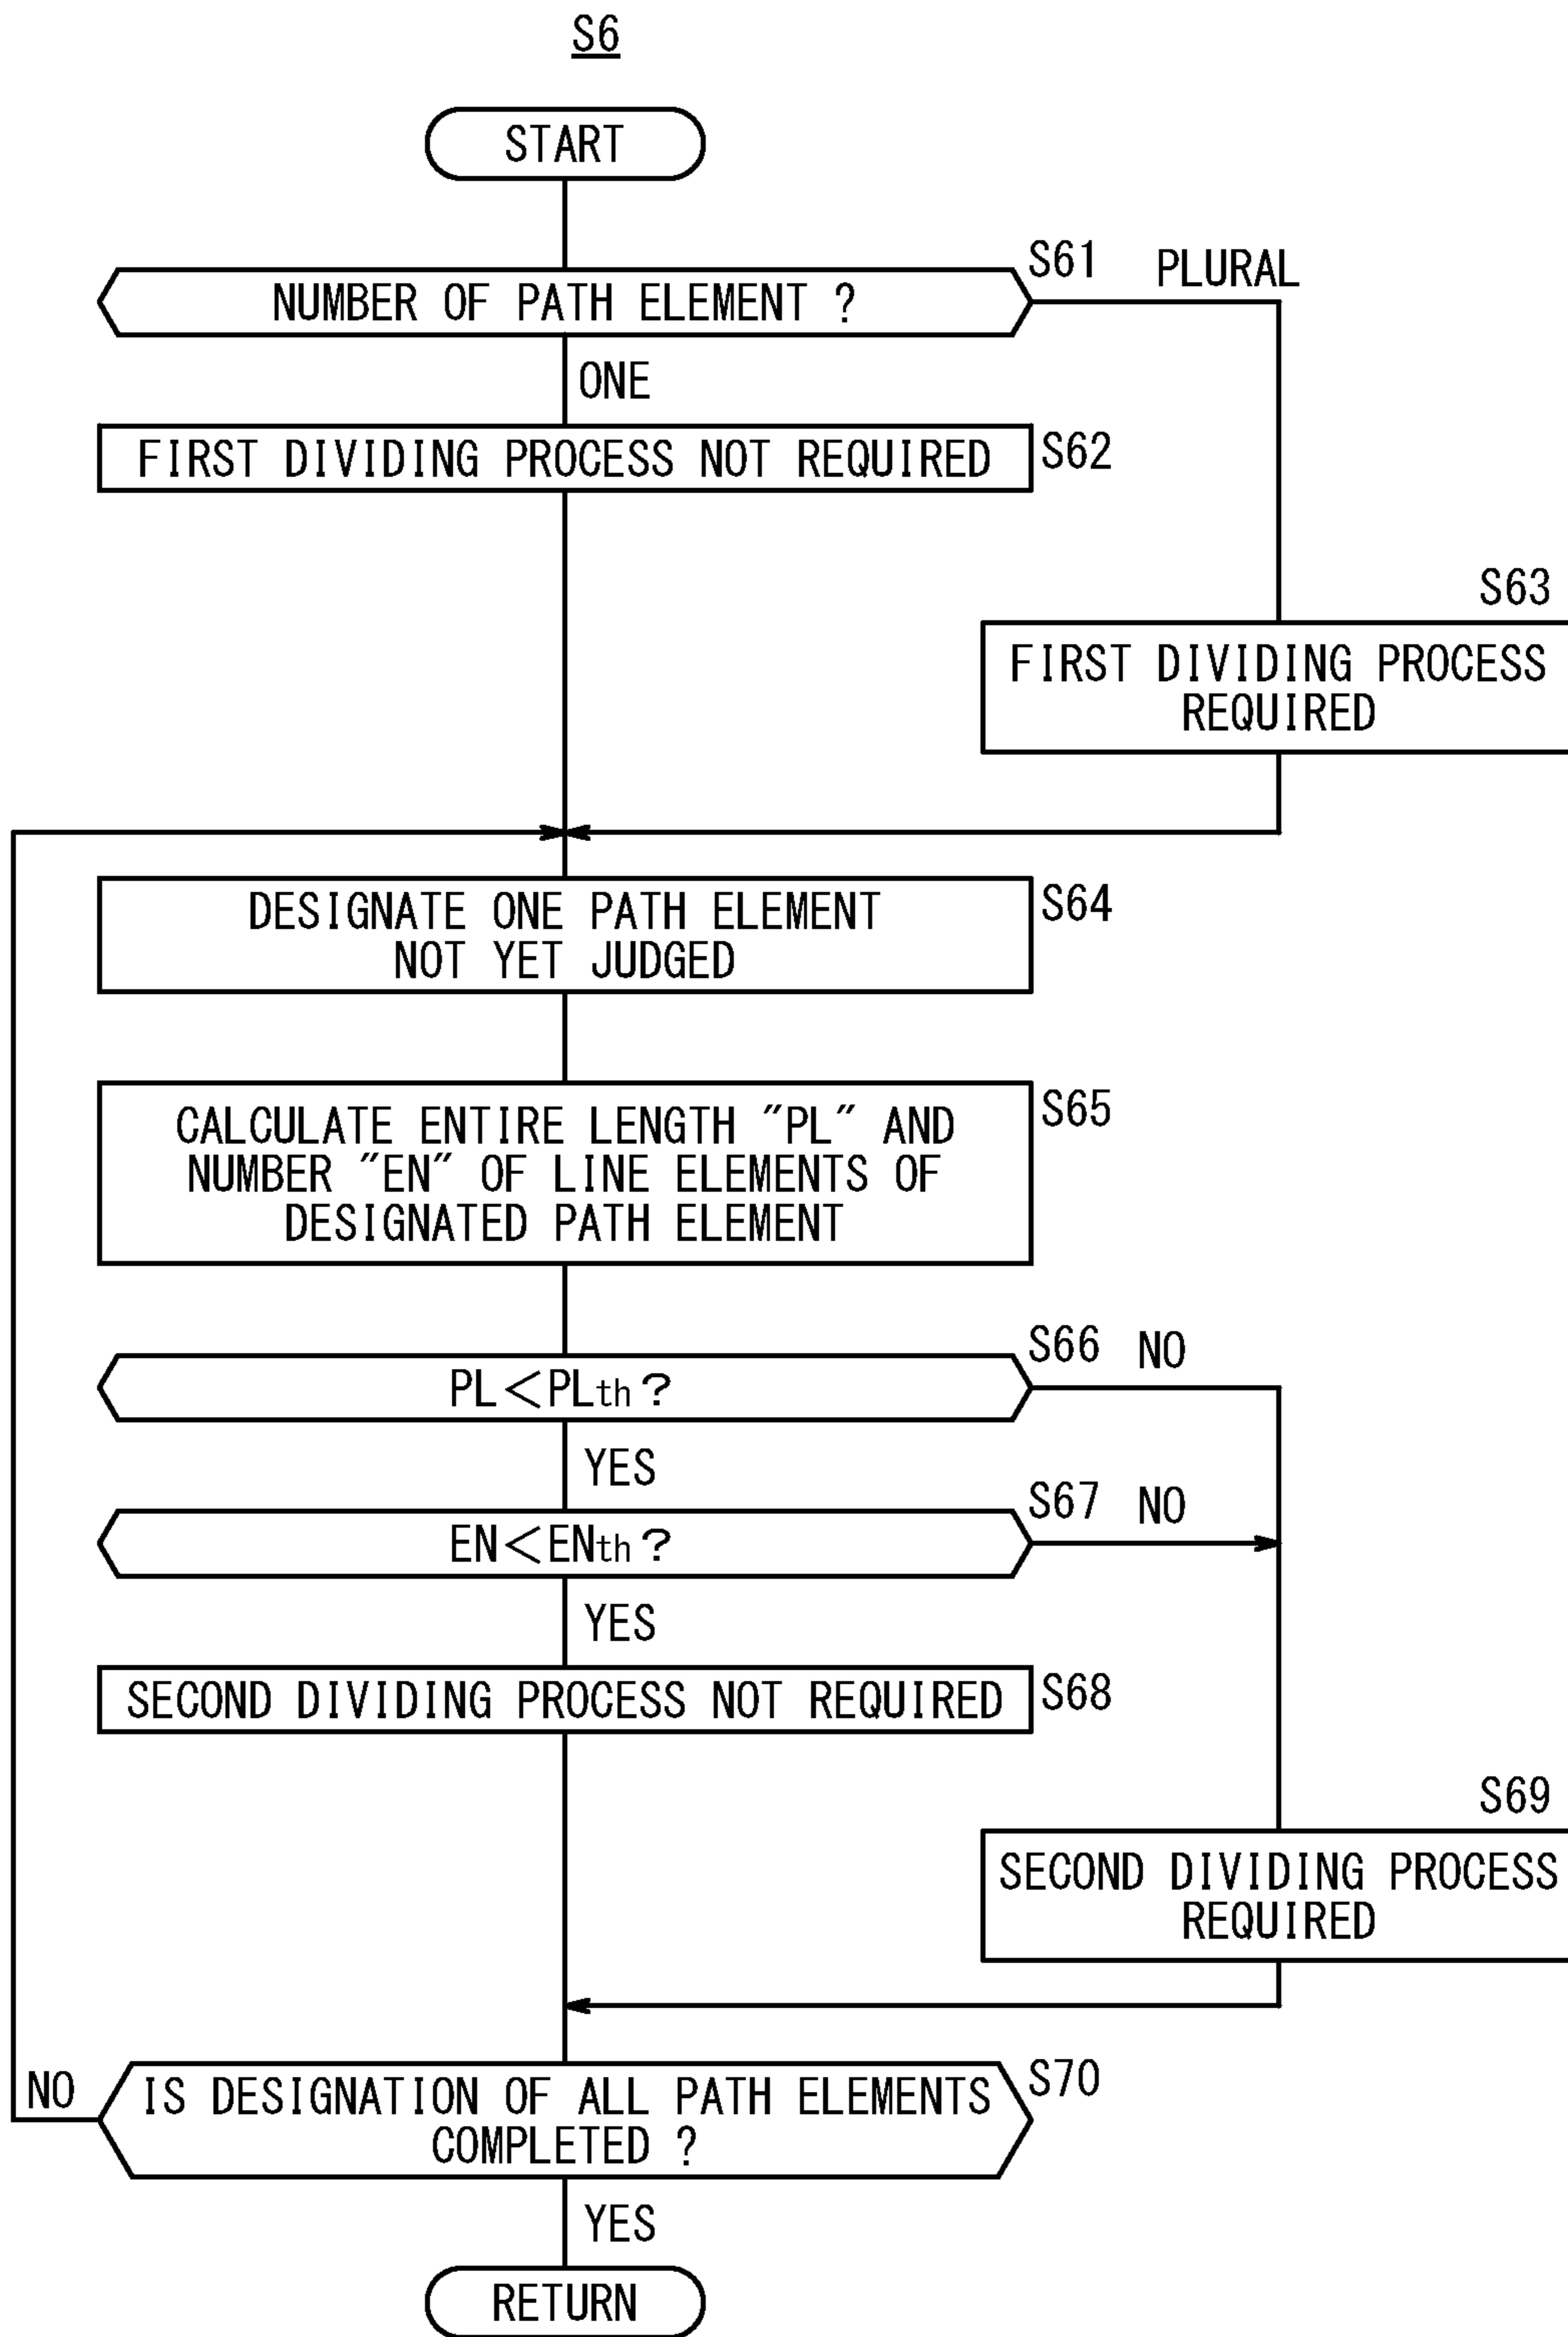 S6
START
S61
PLURAL
NUMBER OF PATH ELEMENT ?
ONE
FIRST DIVIDING PROCESS NOT REQUIRED
S62
S63
FIRST DIVIDING PROCESS
REQUIRED
DESIGNATE ONE PATH ELEMENT
NOT YET JUDGED
S64
CALCULATE ENTIRE LENGTH "PL" AND
NUMBER "EN" OF LINE ELEMENTS OF
DESIGNATED PATH ELEMENT
S65
S66
NO
PL<PLth?
YES
S67
NO
EN<ENth?
YES
SECOND DIVIDING PROCESS NOT REQUIRED
S68
S69
SECOND DIVIDING PROCESS
REQUIRED
S70
NO
IS DESIGNATION OF ALL PATH ELEMENTS
COMPLETED ?
YES
RETURN